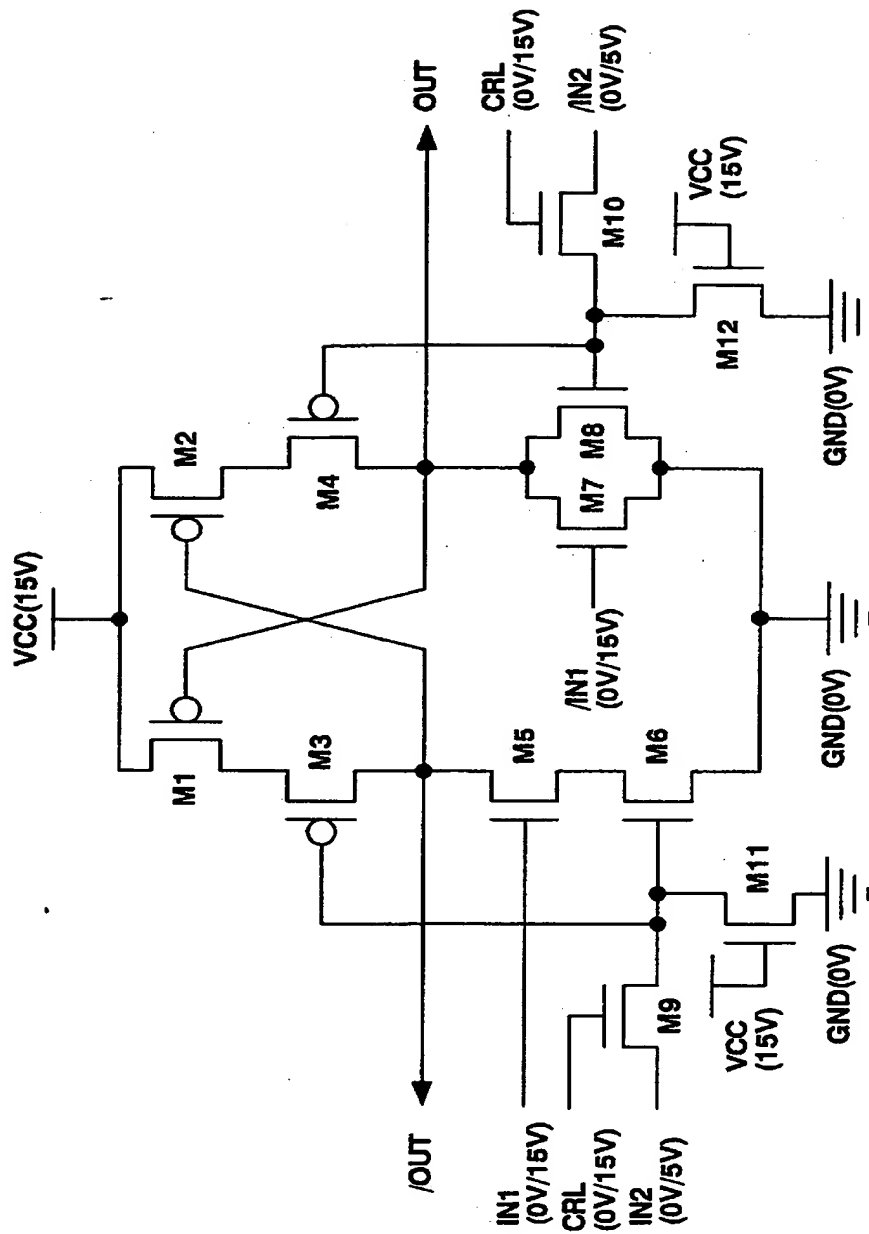 VCC(15V)
M1
M2
M3
M4
/OUT
OUT
IN1
(0V/15V)
CRL
(0V/15V)
IN2
(0V/5V)
M5
M6
M9
M11
VCC
(15V)
GND(0V)
/IN1
(0V/15V)
M7
M8
GND(0V)
CRL
(0V/15V)
/IN2
(0V/5V)
M10
VCC
(15V)
M12
GND(0V)